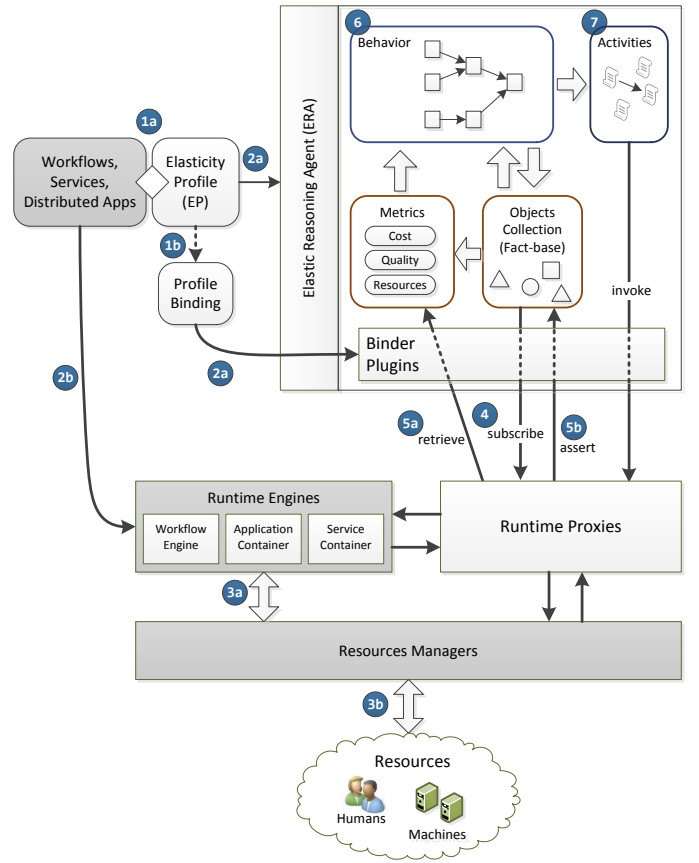 6
Behavior
7
Activities
1a
Workflows,
Services,
Distributed Apps
Elasticity
Profile
(EP)
2a
Elastic Reasoning Agent (ERA)
1b
Profile
Binding
Metrics
Cost
Quality
Resources
Objects
Collection
(Fact-base)
invoke
Binder
Plugins
2b
2a
5a
retrieve
4
subscribe
5b
assert
Runtime Engines
Workflow
Engine
Application
Container
Service
Container
Runtime Proxies
3a
Resources Managers
3b
Resources
Humans
Machines